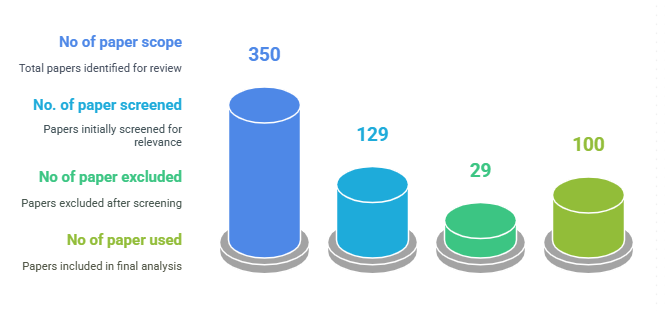 No of paper scope
Total papers identified for review
No. of paper screened
Papers initially screened for
relevance
No of paper excluded
Papers excluded after screening
No of paper used
Papers included in final analysis
350
129
29
100